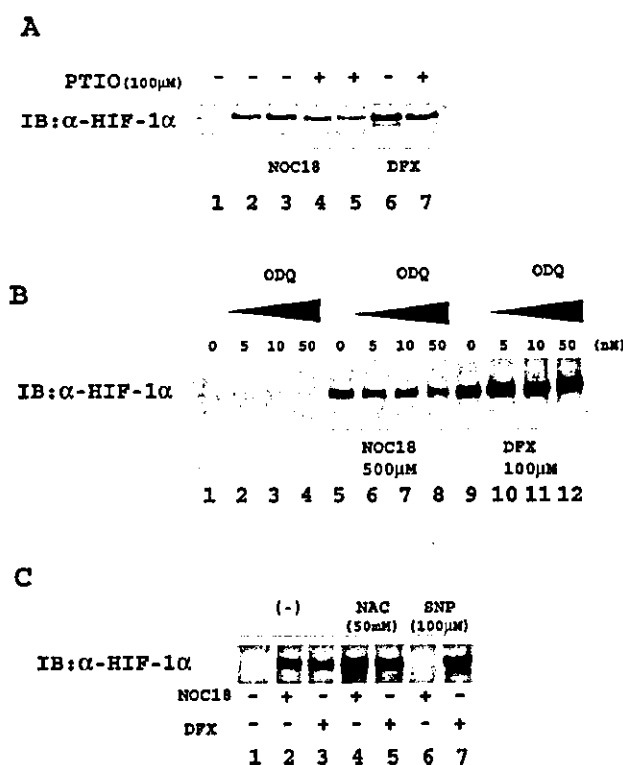 A
PTIO(100μM) - - - + + - +
IB:α-HIF-1α
NOC18 DFX
1 2 3 4 5 6 7
B
ODQ ODQ ODQ
0 5 10 50 0 5 10 50 0 5 10 50 (nM)
IB:α-HIF-1α
NOC18 DFX
500μM 100μM
1 2 3 4 5 6 7 8 9 10 11 12
C
(-) NAC SNP
(50mM) (100μM)
IB:α-HIF-1α
NOC18 - + - + - + -
DFX - - + - + - +
1 2 3 4 5 6 7